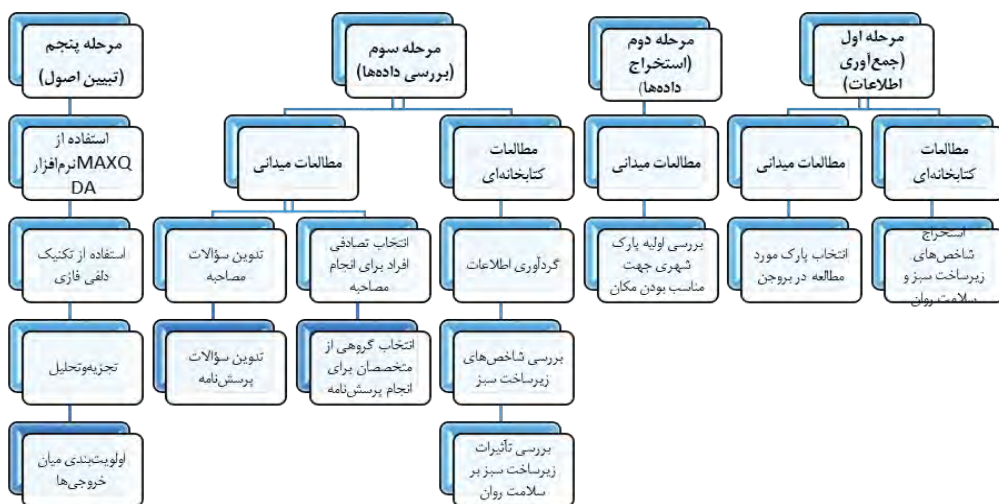 مرحله اول
(جمع‌آوری
اطلاعات)
مطالعات
کتابخانه‌ای
استخراج
شاخص‌های
زیرساخت سبز و
سلامت روان
مطالعات میدانی
انتخاب پارک مورد
مطالعه در بروجن
مرحله دوم
(استخراج
داده‌ها)
مطالعات میدانی
بررسی اولیه پارک
شهری جهت
مناسب بودن مکان
مرحله سوم
(بررسی داده‌ها)
مطالعات
کتابخانه‌ای
گردآوری اطلاعات
بررسی شاخص‌های
زیرساخت سبز
بررسی تأثیرات
زیرساخت سبز بر
سلامت روان
مطالعات میدانی
انتخاب تصادفی
افراد برای انجام
مصاحبه
انتخاب گروهی از
متخصصان برای
انجام پرسش‌نامه
تدوین سؤالات
مصاحبه
تدوین سؤالات
پرسش‌نامه
مرحله پنجم
(تبیین اصول)
استفاده از
نرم‌افزارMAXQ
DA
استفاده از تکنیک
دلفی فازی
تجزیه‌وتحلیل
اولویت‌بندی میان
خروجی‌ها